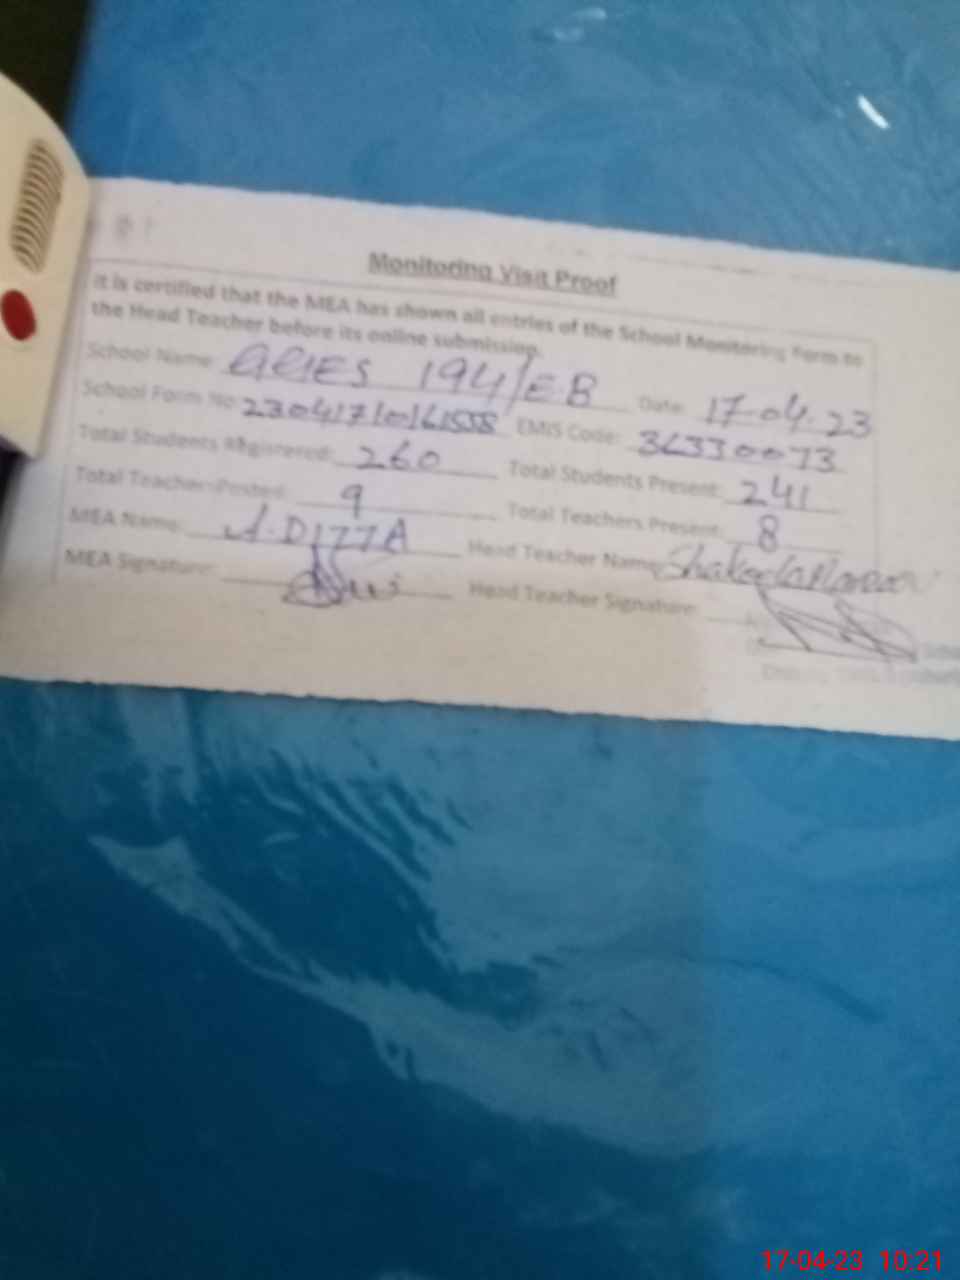 Monitoring Visit Proof
It is certified that the MEA has shown all entries of the School Monitoring Form to
the Head Teacher before its online submission.
School Name: GGES 194/EB Date: 17-04-23
School Form No: EMIS Code: 36330073
Total Students Registered: 260 Total Students Present: 241
Total Teachers Posted: 9 Total Teachers Present: 8
MEA Name: A.D177A Head Teacher Name:
MEA Signature: Head Teacher Signature:
17-04-23 10:21